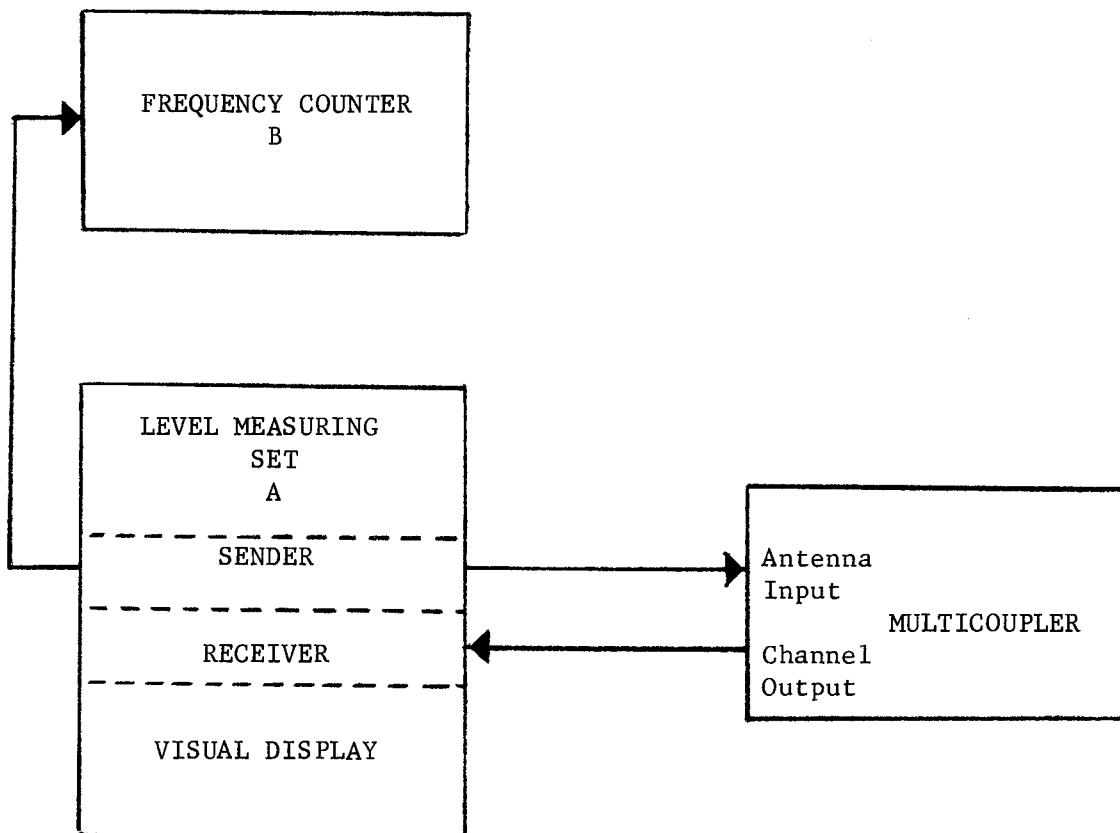 FREQUENCY COUNTER
B
LEVEL MEASURING
SET
A
SENDER
RECEIVER
VISUAL DISPLAY
Antenna
Input
MULTICOUPLER
Channel
Output